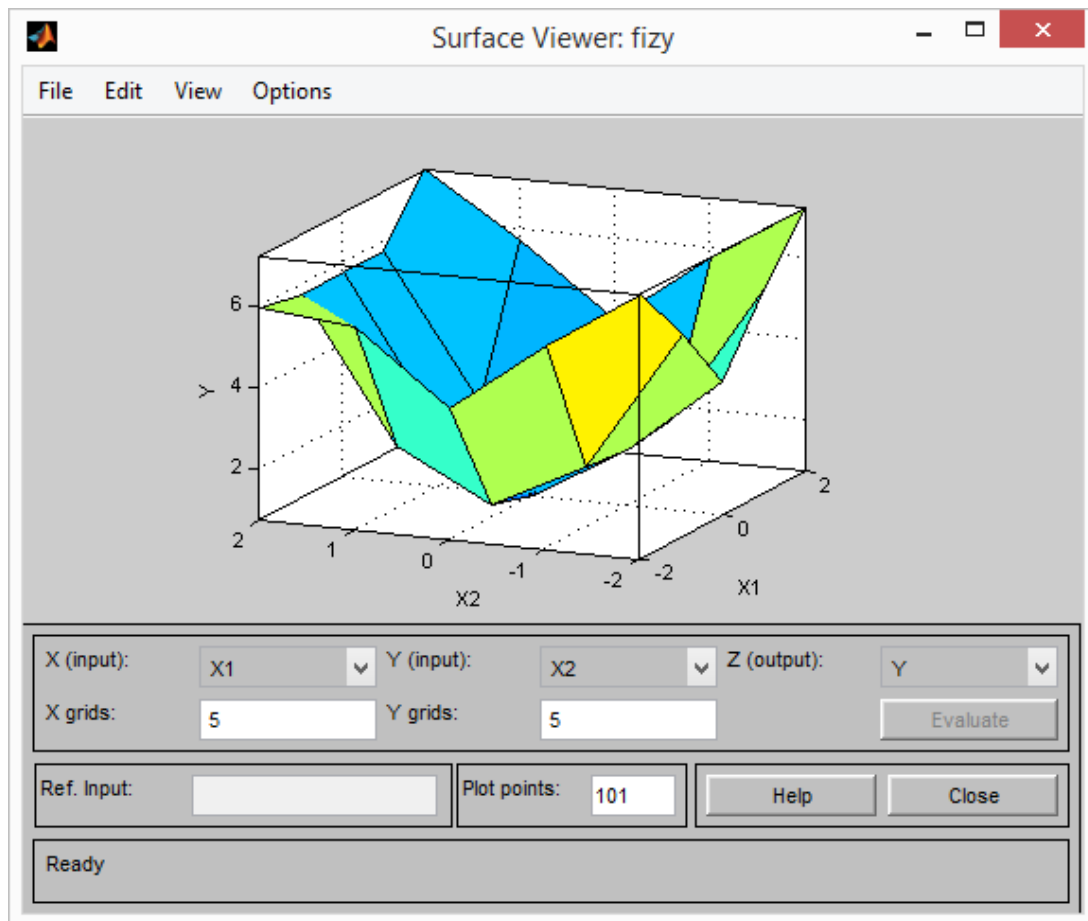 Surface Viewer: fizy
File Edit View Options
6
4
2
Y
2
1
0
-1
-2
X2
-2
0
2
X1
X (input): X1 Y (input): X2 Z (output): Y
X grids: 5 Y grids: 5 Evaluate
Ref. Input: Plot points: 101 Help Close
Ready